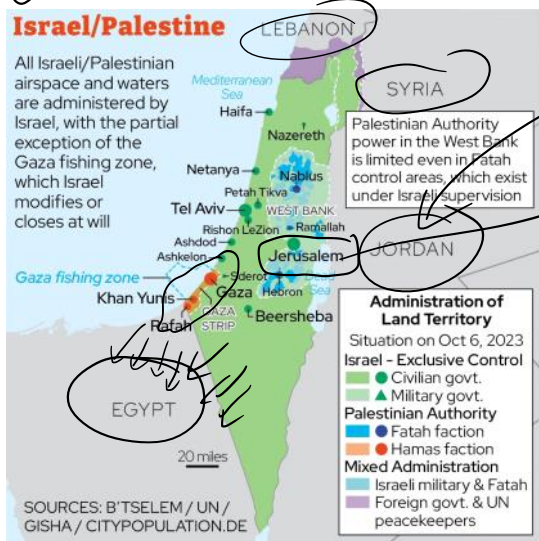 Israel/Palestine
LEBANON
All Israeli/Palestinian
airspace and waters
are administered by
Israel, with the partial
exception of the
Gaza fishing zone,
which Israel
modifies or
closes at will
Mediterranean
Sea
SYRIA
Haifa
Nazereth
Palestinian Authority
power in the West Bank
is limited even in Fatah
control areas, which exist
under Israeli supervision
Netanya
Nablus
Petah Tikva
Tel Aviv
WEST BANK
Rishon LeZion
Ramallah
Ashdod
Jerusalem
JORDAN
Ashkelon
Gaza fishing zone
Sderot
Dead
Sea
Gaza
Hebron
Khan Yunis
GAZA
STRIP
Beersheba
Rafah
EGYPT
20 miles
Administration of
Land Territory
Situation on Oct 6, 2023
Israel - Exclusive Control
Civilian govt.
Military govt.
Palestinian Authority
Fatah faction
Hamas faction
Mixed Administration
Israeli military & Fatah
Foreign govt. & UN
peacekeepers
SOURCES: B'TSELEM / UN /
GISHA / CITYPOPULATION.DE